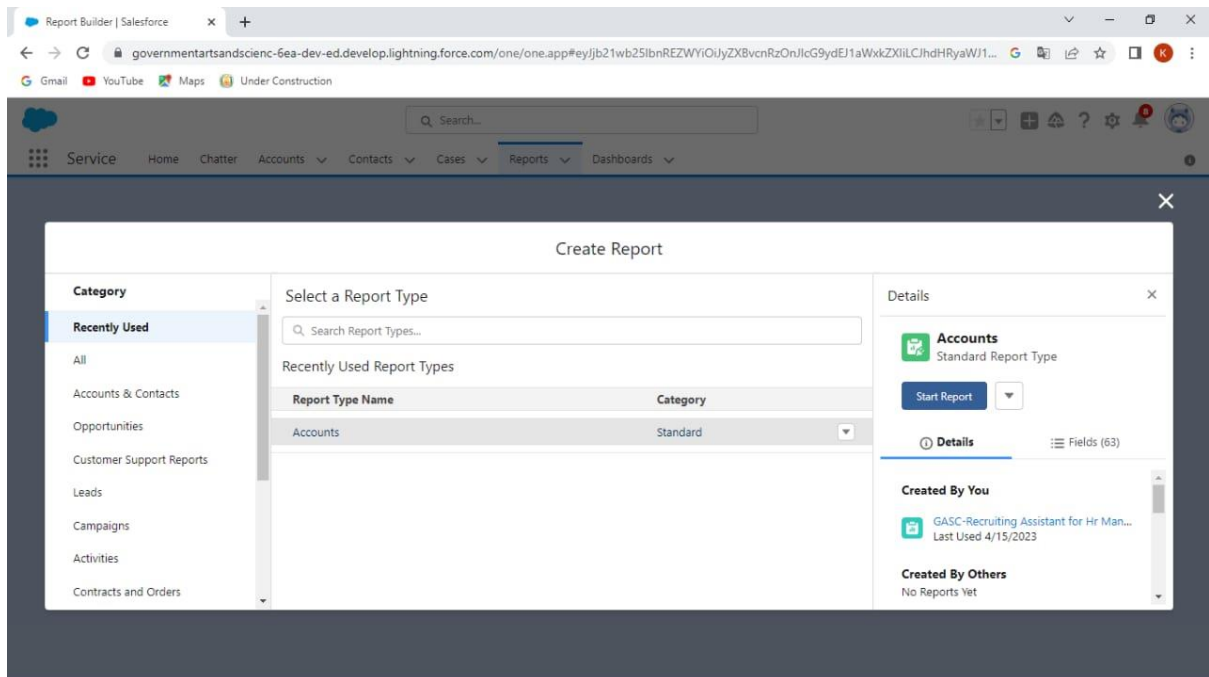 Report Builder | Salesforce
governmentartsandscienc-6ea-dev-ed.develop.lightning.force.com/one/one.app#eyJjb21wb25lbnREZWYiOiJyZXBvcnRzOnJlcG9ydEJ1aWxkZXIiLCJhdHRyaWJ1... G K
G Gmail YouTube Maps Under Construction
Search...
8
Service Home Chatter Accounts Contacts Cases Reports Dashboards
Create Report
Category
Recently Used
All
Accounts & Contacts
Opportunities
Customer Support Reports
Leads
Campaigns
Activities
Contracts and Orders
Select a Report Type
Search Report Types...
Recently Used Report Types
Report Type Name Category
Accounts Standard
Details
Accounts
Standard Report Type
Start Report
Details Fields (63)
Created By You
GASC-Recruiting Assistant for Hr Man...
Last Used 4/15/2023
Created By Others
No Reports Yet